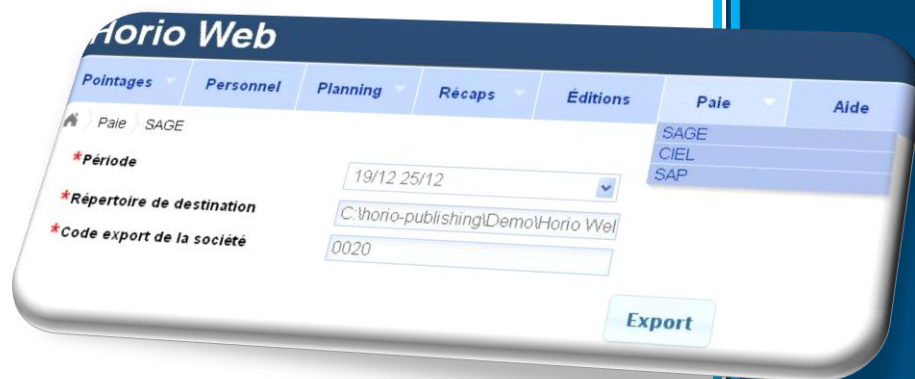 Horio Web
Pointages Personnel Planning Récaps Éditions Paie Aide
Paie SAGE
SAGE
CIEL
SAP
*Période 19/12 25/12
*Répertoire de destination C:\horio-publishing\Demo\Horio Wel
*Code export de la société 0020
Export